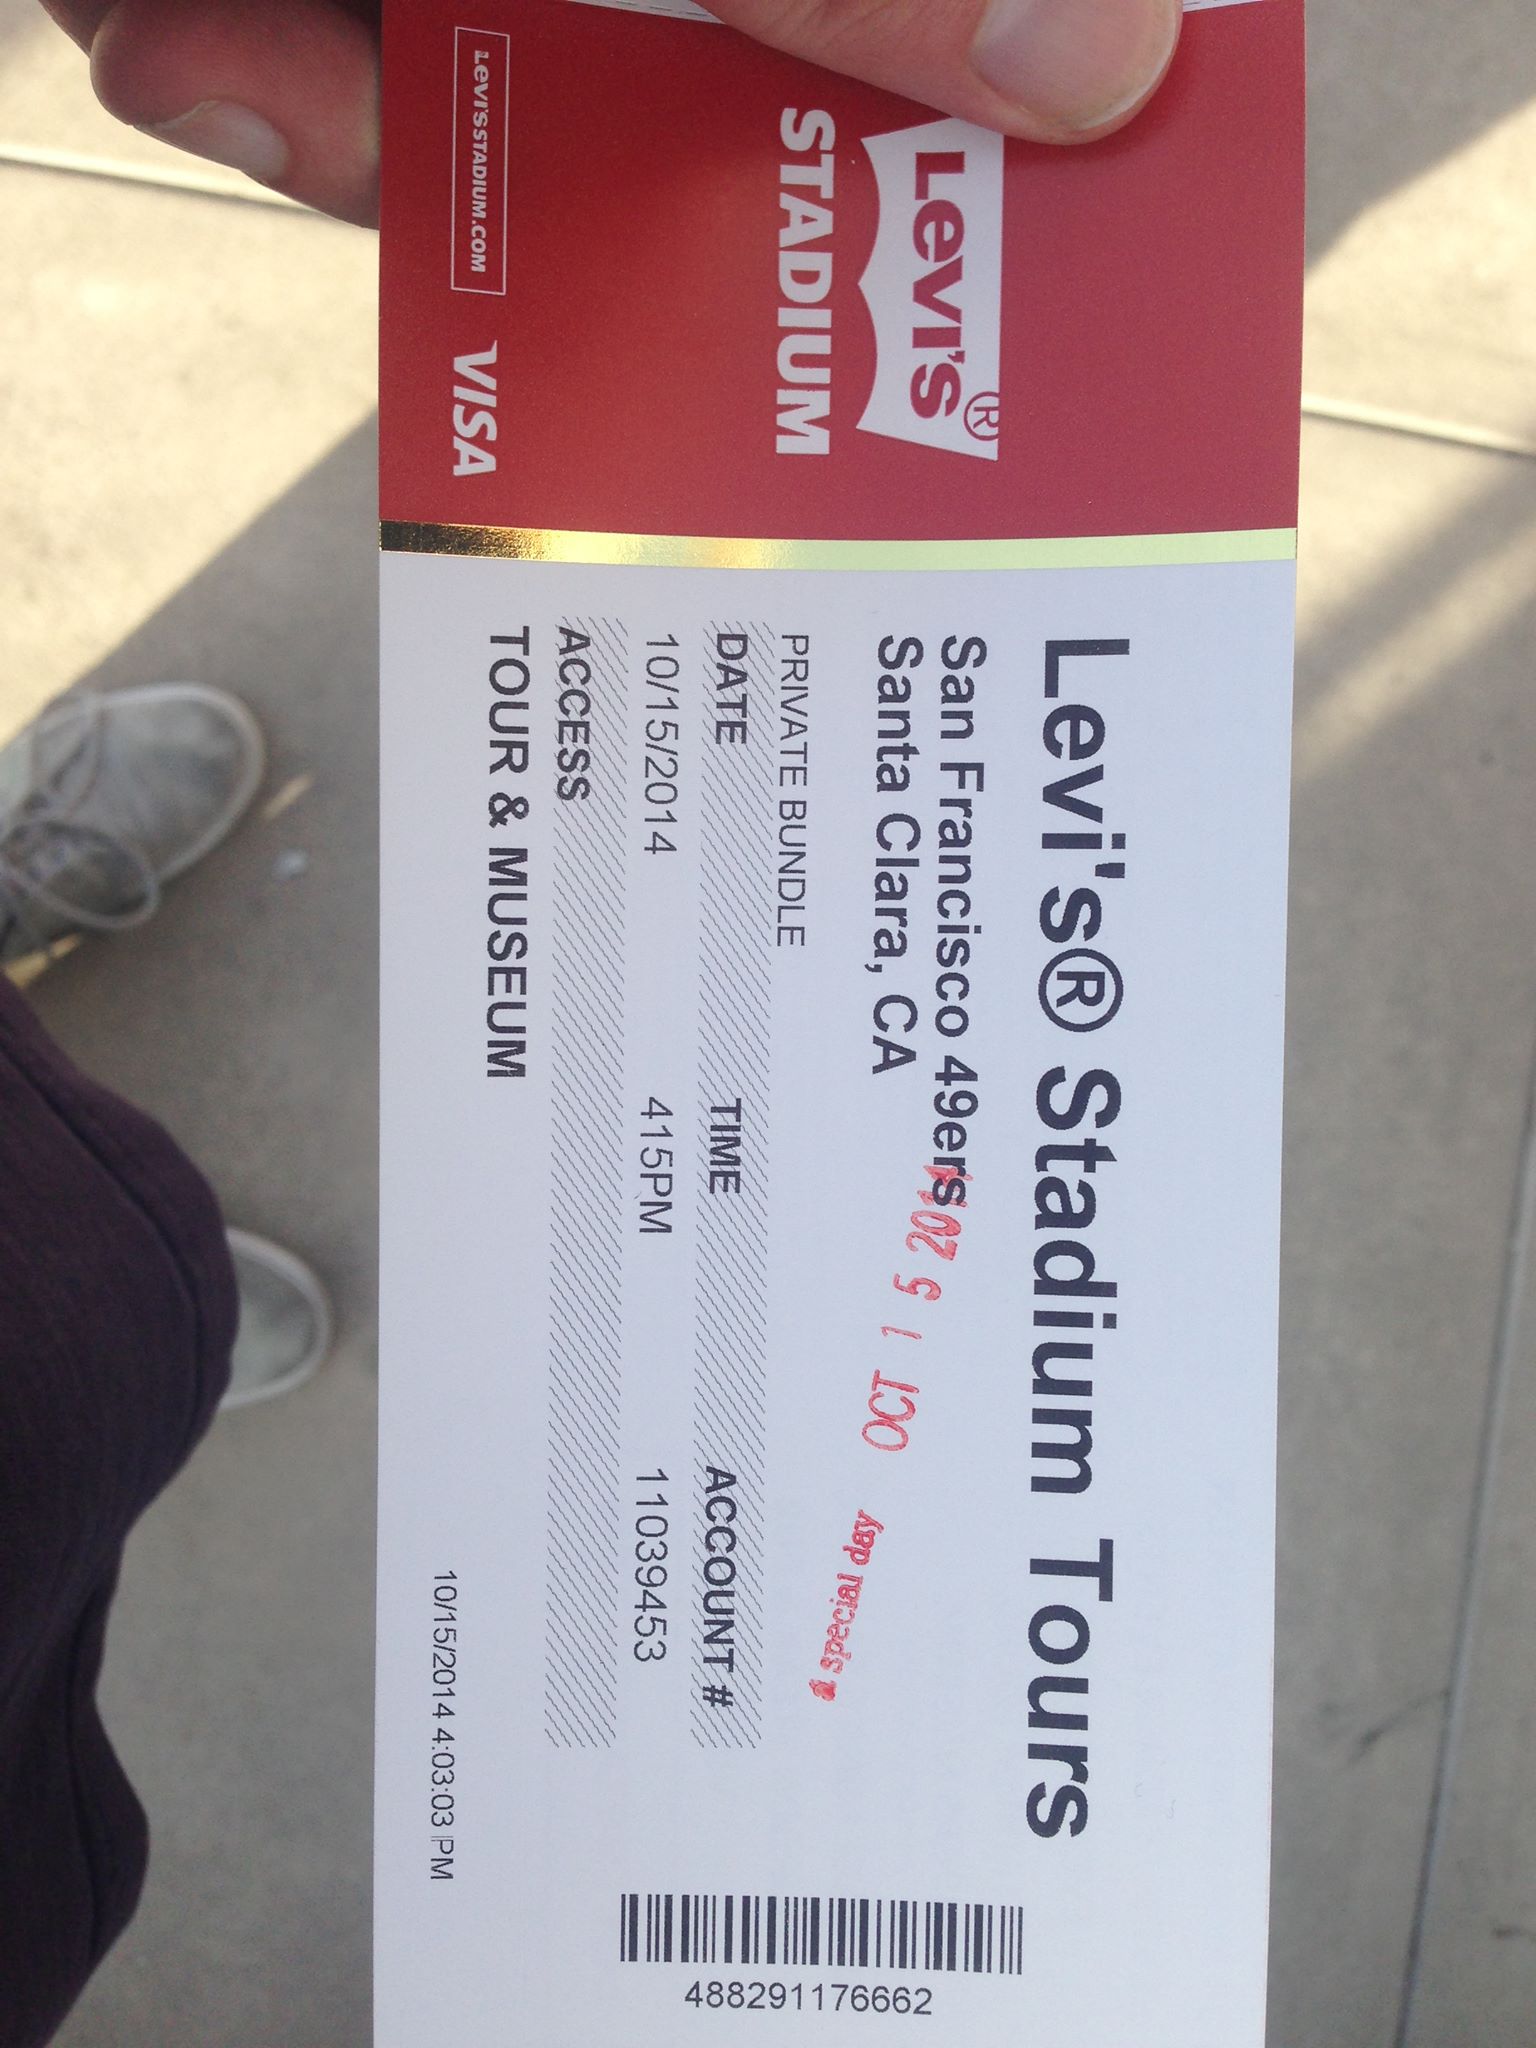 Levi's®
STADIUM
Levi'sSTADIUM.COM
VISA
Levi's® Stadium Tours
San Francisco 49ers
Santa Clara, CA
OCT 15 2014
a special day
PRIVATE BUNDLE
DATE TIME ACCOUNT #
10/15/2014 415PM 11039453
ACCESS
TOUR & MUSEUM
10/15/2014 4:03:03 PM
488291176662